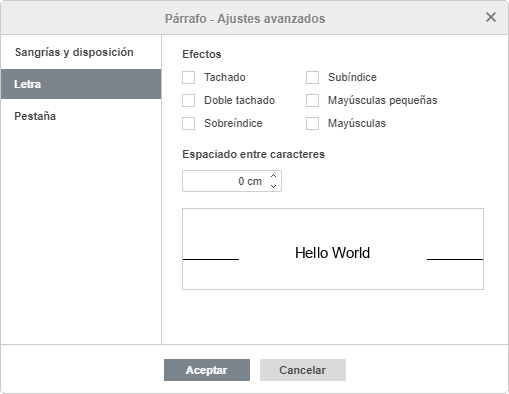 Párrafo - Ajustes avanzados
Sangrías y disposición
Letra
Pestaña
Efectos
Tachado
Subíndice
Doble tachado
Mayúsculas pequeñas
Sobreíndice
Mayúsculas
Espaciado entre caracteres
0 cm
Hello World
Aceptar
Cancelar